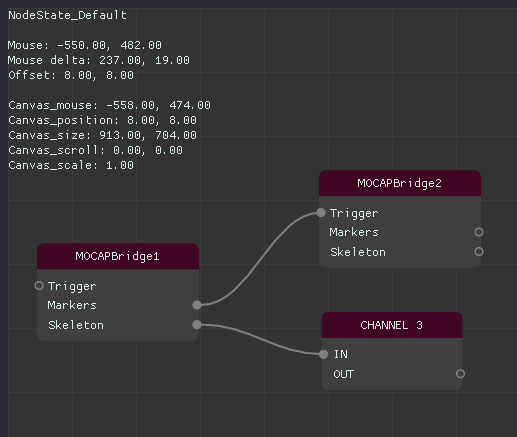 NodeState_Default
Mouse: -550.00, 482.00
Mouse delta: 237.00, 19.00
Offset: 8.00, 8.00
Canvas_mouse: -558.00, 474.00
Canvas_position: 8.00, 8.00
Canvas_size: 913.00, 704.00
Canvas_scroll: 0.00, 0.00
Canvas_scale: 1.00
MOCAPBridge2
Trigger
Markers
Skeleton
MOCAPBridge1
Trigger
Markers
Skeleton
CHANNEL 3
IN
OUT